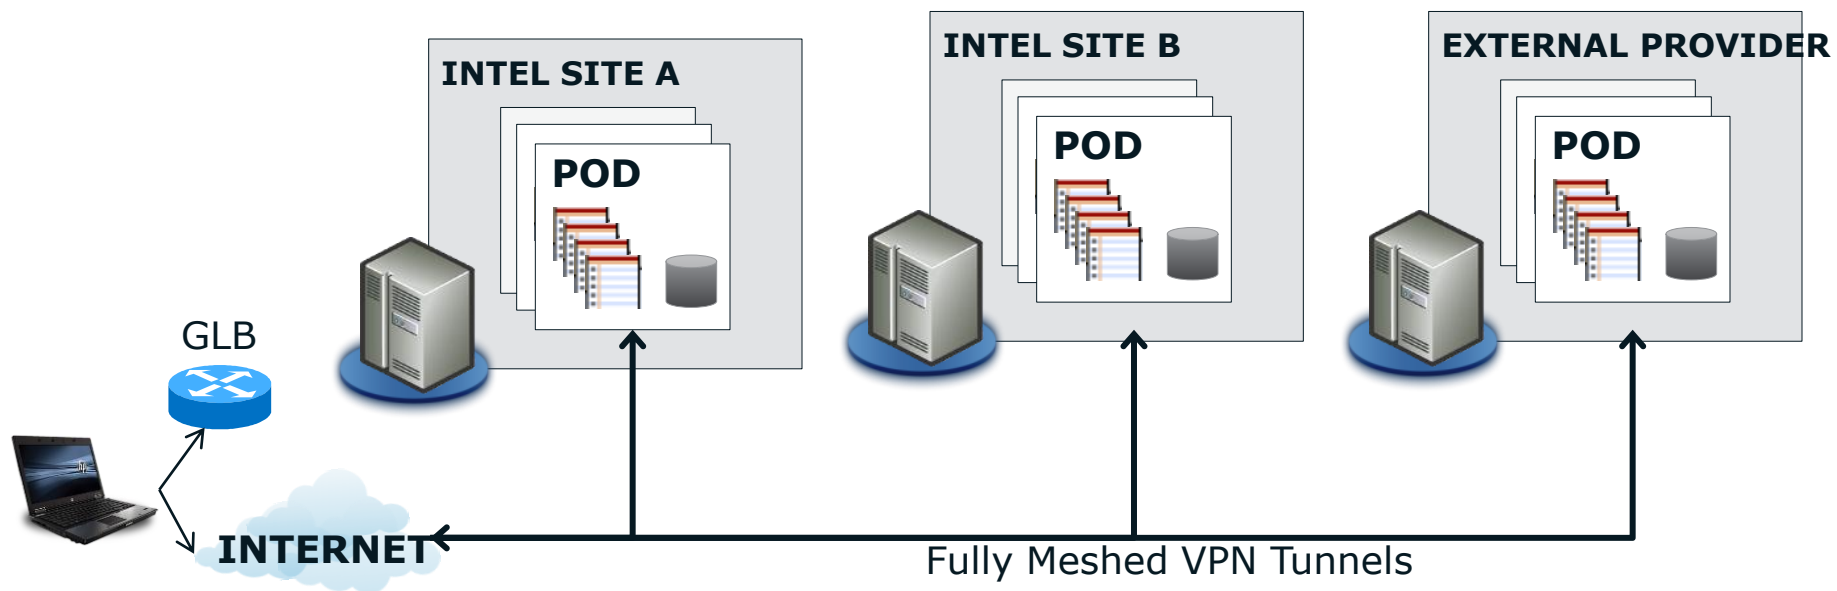 INTEL SITE A
INTEL SITE B
EXTERNAL PROVIDER
POD
POD
POD
GLB
INTERNET
Fully Meshed VPN Tunnels